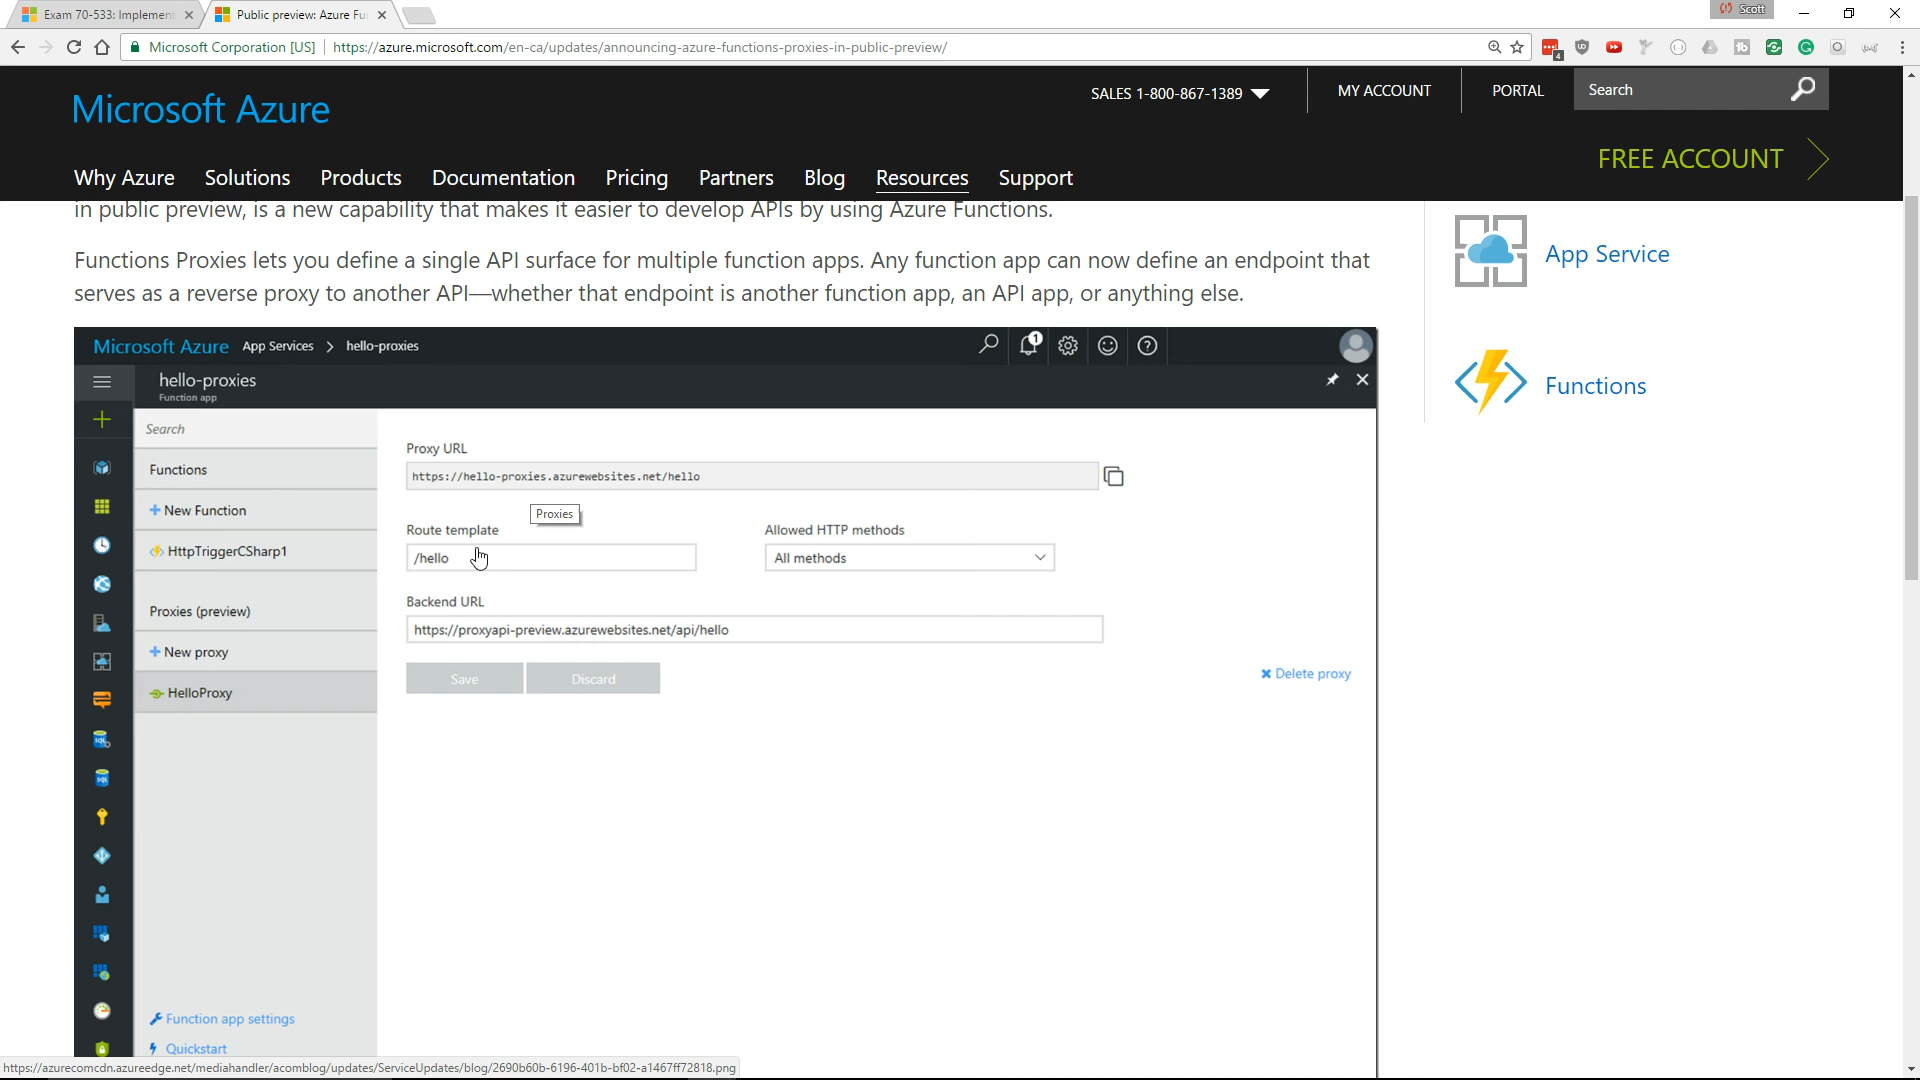 Exam 70-533: Implement
Public preview: Azure Fu
Scott
Microsoft Corporation [US]
https://azure.microsoft.com/en-ca/updates/announcing-azure-functions-proxies-in-public-preview/
4
Microsoft Azure
SALES 1-800-867-1389
MY ACCOUNT
PORTAL
Search
FREE ACCOUNT
Why Azure
Solutions
Products
Documentation
Pricing
Partners
Blog
Resources
Support
in public preview, is a new capability that makes it easier to develop APIs by using Azure Functions.
Functions Proxies lets you define a single API surface for multiple function apps. Any function app can now define an endpoint that
serves as a reverse proxy to another API—whether that endpoint is another function app, an API app, or anything else.
App Service
Functions
Microsoft Azure
App Services > hello-proxies
1
hello-proxies
Function app
Search
Functions
+ New Function
HttpTriggerCSharp1
Proxies (preview)
+ New proxy
HelloProxy
Function app settings
Quickstart
Proxy URL
https://hello-proxies.azurewebsites.net/hello
Proxies
Route template
/hello
Allowed HTTP methods
All methods
Backend URL
https://proxyapi-preview.azurewebsites.net/api/hello
Save
Discard
Delete proxy
https://azurecomcdn.azureedge.net/mediahandler/acomblog/updates/ServiceUpdates/blog/2690b60b-6196-401b-bf02-a1467ff72818.png